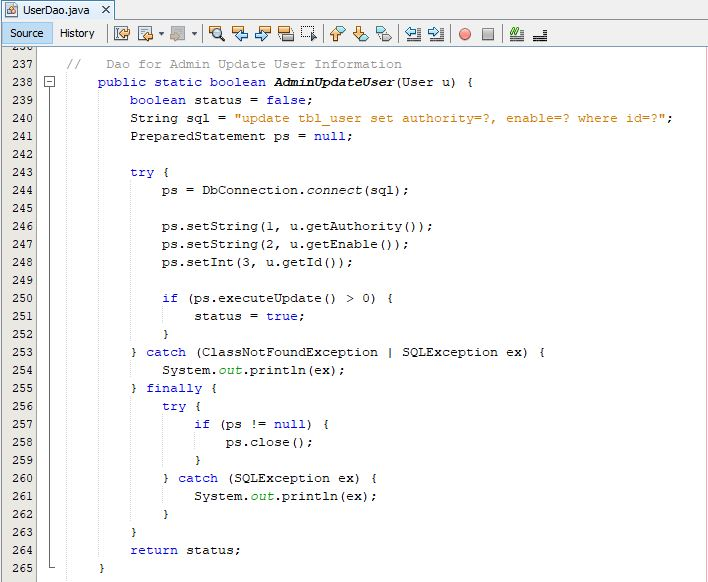 UserDao.java
Source History
237 // Dao for Admin Update User Information
238 public static boolean AdminUpdateUser(User u) {
239 boolean status = false;
240 String sql = "update tbl_user set authority=?, enable=? where id=?";
241 PreparedStatement ps = null;
242
243 try {
244 ps = DbConnection.connect(sql);
245
246 ps.setString(1, u.getAuthority());
247 ps.setString(2, u.getEnable());
248 ps.setInt(3, u.getId());
249
250 if (ps.executeUpdate() > 0) {
251 status = true;
252 }
253 } catch (ClassNotFoundException | SQLException ex) {
254 System.out.println(ex);
255 } finally {
256 try {
257 if (ps != null) {
258 ps.close();
259 }
260 } catch (SQLException ex) {
261 System.out.println(ex);
262 }
263 }
264 return status;
265 }